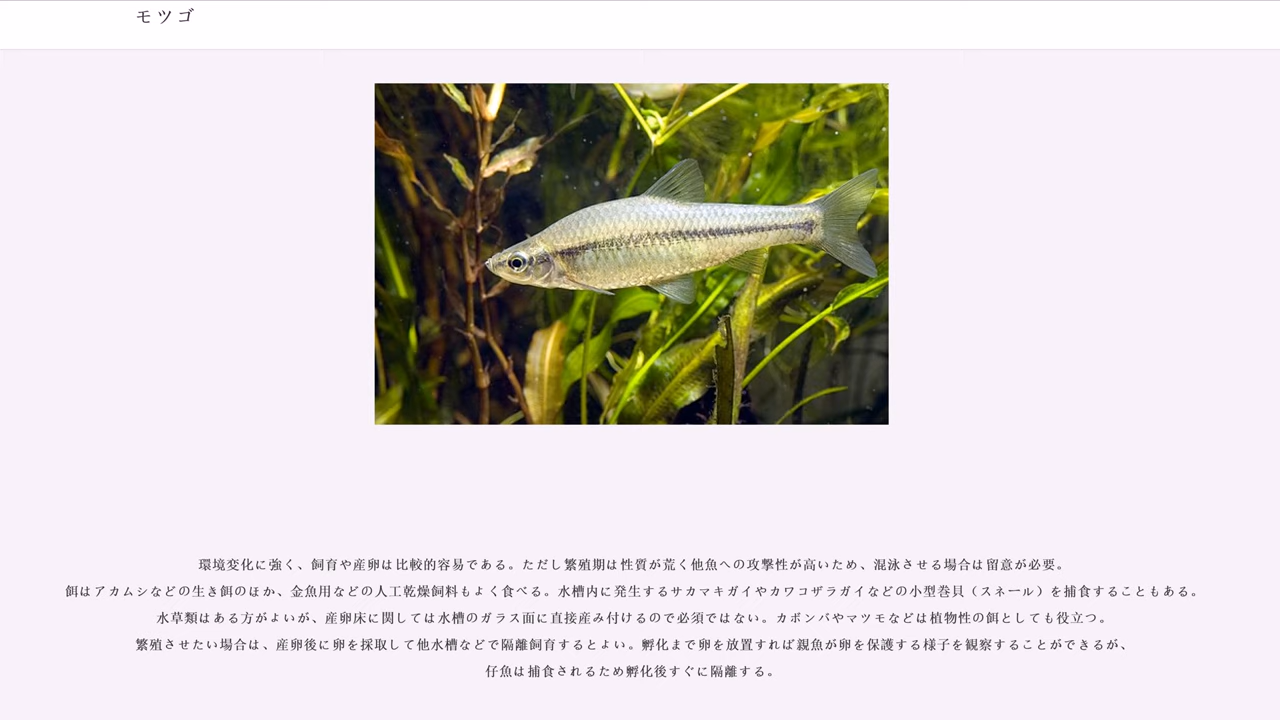 モツゴ
環境変化に強く、飼育や産卵は比較的容易である。ただし繁殖期は性質が荒く他魚への攻撃性が高いため、混泳させる場合は留意が必要。
餌はアカムシなどの生き餌のほか、金魚用などの人工乾燥飼料もよく食べる。水槽内に発生するサカマキガイやカワコザラガイなどの小型巻貝（スネール）を捕食することもある。
水草類はある方がよいが、産卵床に関しては水槽のガラス面に直接産み付けるので必須ではない。カボンバやマツモなどは植物性の餌としても役立つ。
繁殖させたい場合は、産卵後に卵を採取して他水槽などで隔離飼育するとよい。孵化まで卵を放置すれば親魚が卵を保護する様子を観察することができるが、
仔魚は捕食されるため孵化後すぐに隔離する。